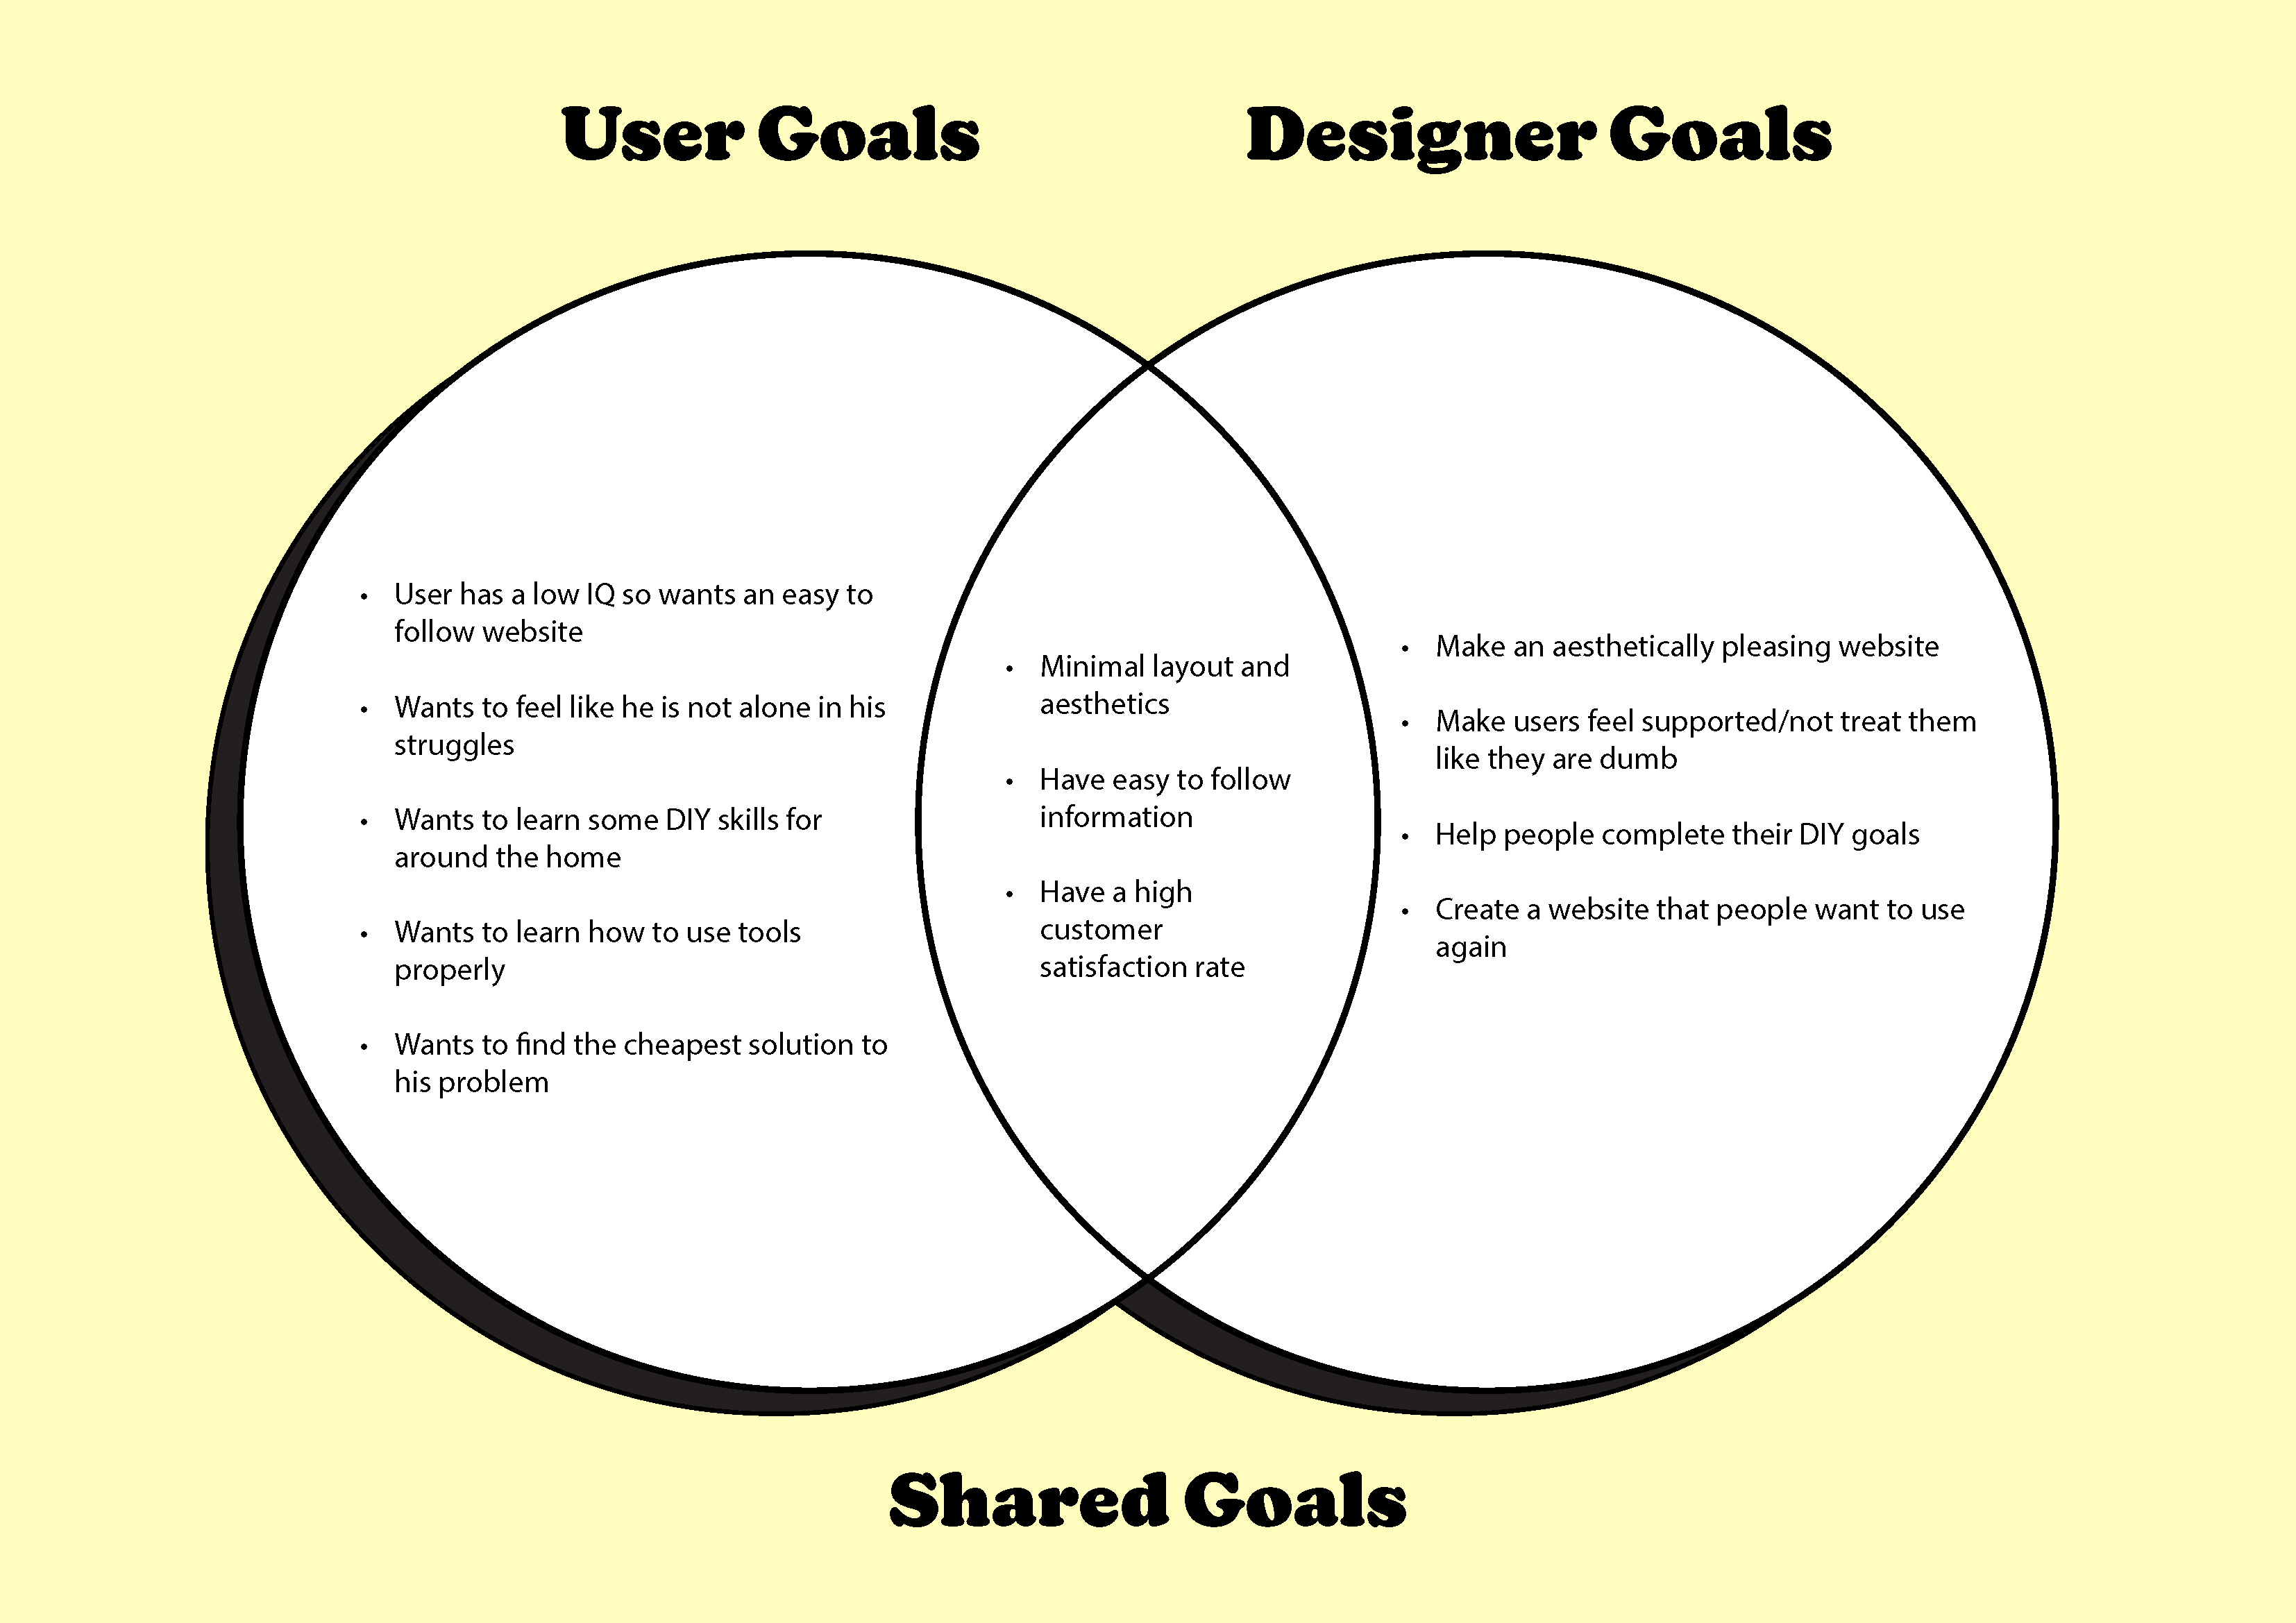 User Goals
Designer Goals
• User has a low IQ so wants an easy to
follow website
• Wants to feel like he is not alone in his
struggles
• Wants to learn some DIY skills for
around the home
• Wants to learn how to use tools
properly
• Wants to find the cheapest solution to
his problem
• Minimal layout and
aesthetics
• Have easy to follow
information
• Have a high
customer
satisfaction rate
• Make an aesthetically pleasing website
• Make users feel supported/not treat them
like they are dumb
• Help people complete their DIY goals
• Create a website that people want to use
again
Shared Goals